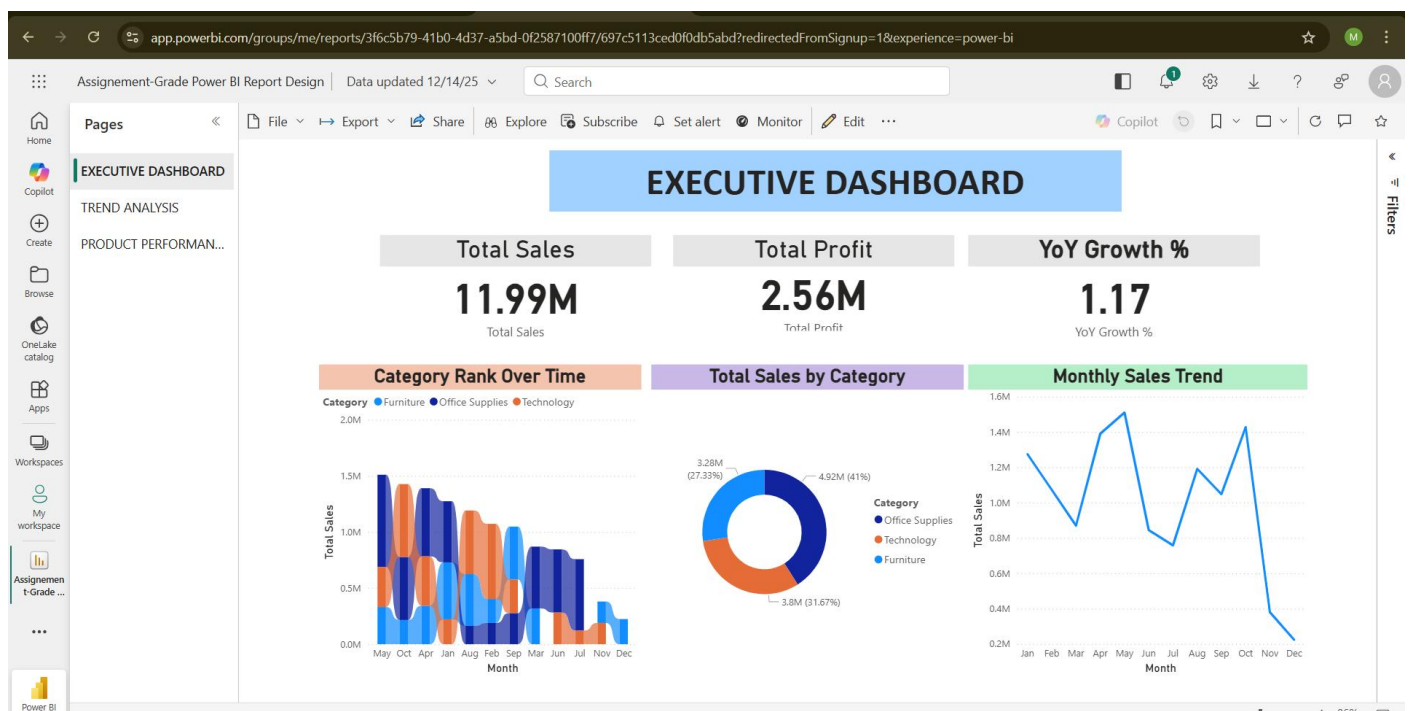 app.powerbi.com/groups/me/reports/3f6c5b79-41b0-4d37-a5bd-0f2587100ff7/697c5113ced0f0db5abd?redirectedFromSignup=1&experience=power-bi
M
Assignement-Grade Power BI Report Design | Data updated 12/14/25
Search
1
Home
Copilot
Create
Browse
OneLake
catalog
Apps
Workspaces
My
workspace
Assignemen
t-Grade ...
Power BI
Pages
EXECUTIVE DASHBOARD
TREND ANALYSIS
PRODUCT PERFORMAN...
File Export Share Explore Subscribe Set alert Monitor Edit ... Copilot
Filters
EXECUTIVE DASHBOARD
Total Sales
11.99M
Total Sales
Total Profit
2.56M
Total Profit
YoY Growth %
1.17
YoY Growth %
Category Rank Over Time
Category Furniture Office Supplies Technology
2.0M
1.5M
1.0M
0.5M
0.0M
Total Sales
May Oct Apr Jan Aug Feb Sep Mar Jun Jul Nov Dec
Month
Total Sales by Category
3.28M
(27.33%)
4.92M (41%)
3.8M (31.67%)
Category
Office Supplies
Technology
Furniture
Monthly Sales Trend
1.6M
1.4M
1.2M
1.0M
0.8M
0.6M
0.4M
0.2M
Total Sales
Jan Feb Mar Apr May Jun Jul Aug Sep Oct Nov Dec
Month